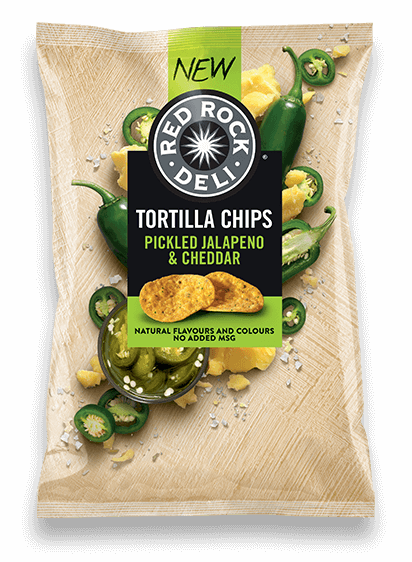 NEW
RED ROCK
DELI
®
TORTILLA CHIPS
PICKLED JALAPENO
& CHEDDAR
NATURAL FLAVOURS AND COLOURS
NO ADDED MSG